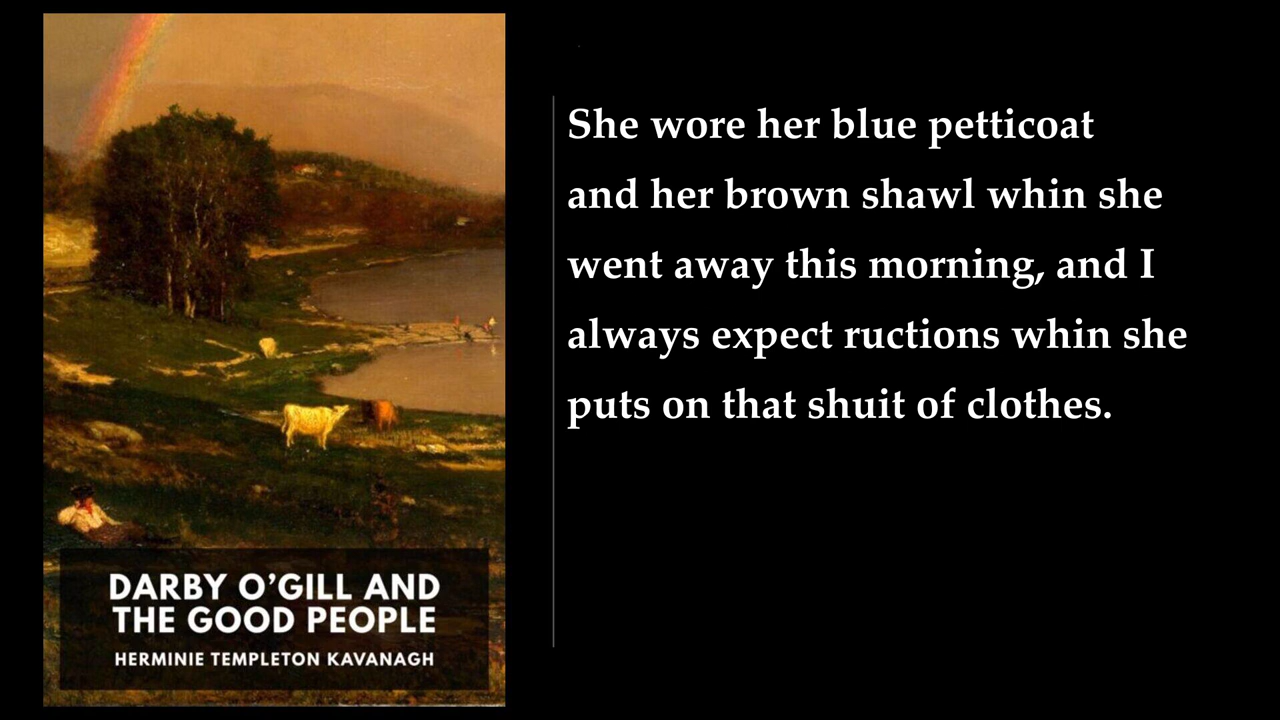 She wore her blue petticoat
and her brown shawl whin she
went away this morning, and I
always expect ructions whin she
puts on that shuit of clothes.
DARBY O’GILL AND
THE GOOD PEOPLE
HERMINIE TEMPLETON KAVANAGH